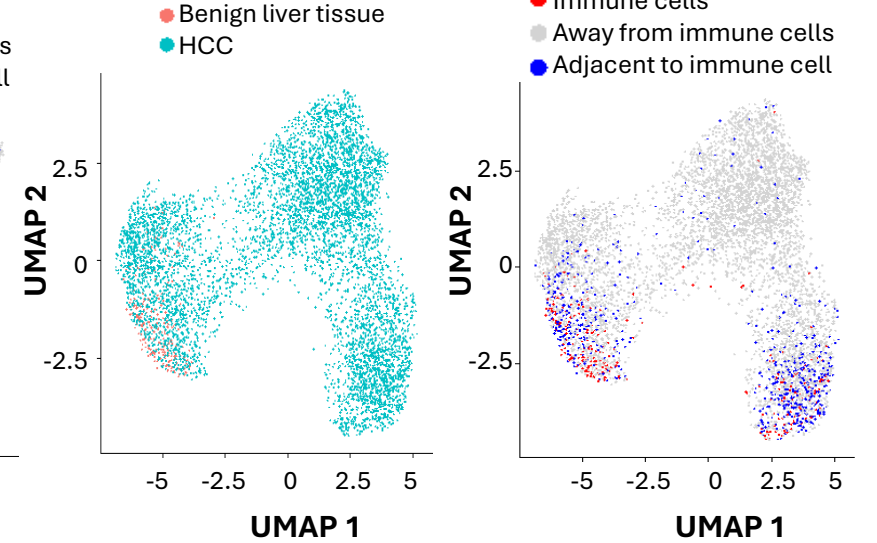 Benign liver tissue
HCC
UMAP 2
2.5
0
-2.5
-5
-2.5
0
2.5
5
UMAP 1
Immune cells
Away from immune cells
Adjacent to immune cell
UMAP 2
2.5
0
-2.5
-5
-2.5
0
2.5
5
UMAP 1